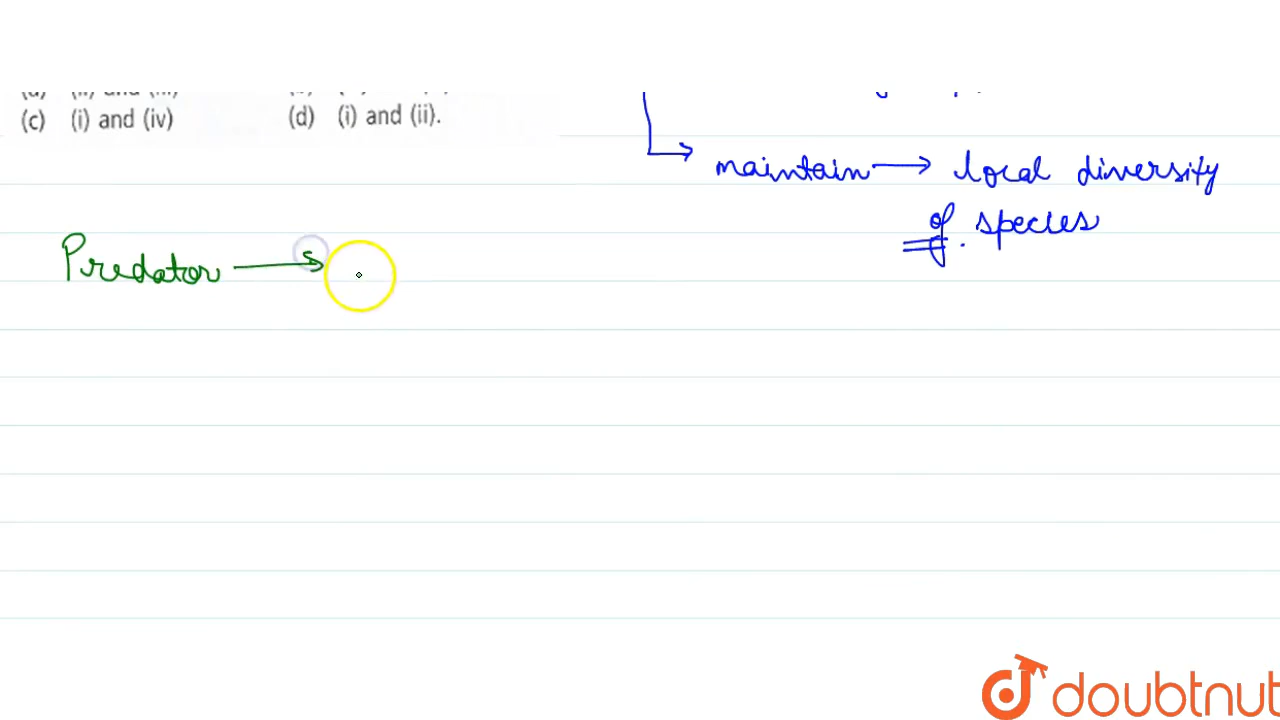 (c) (i) and (iv) (d) (i) and (ii).
maintain → local diversity
of species
Predator →
doubtnut